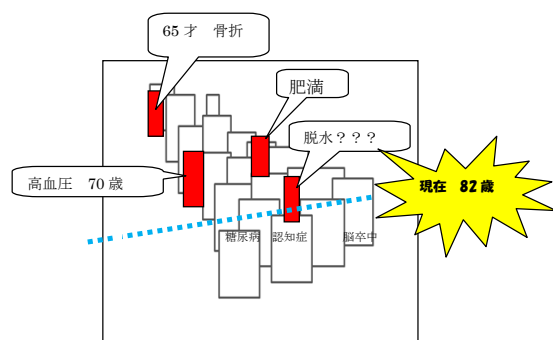 65才　骨折
肥満
脱水？？？
高血圧　70歳
現在　82歳
糖尿病　認知症　脳卒中